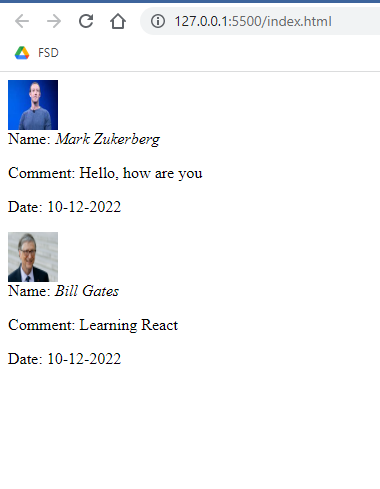 127.0.0.1:5500/index.html
FSD
Name: Mark Zukerberg
Comment: Hello, how are you
Date: 10-12-2022
Name: Bill Gates
Comment: Learning React
Date: 10-12-2022